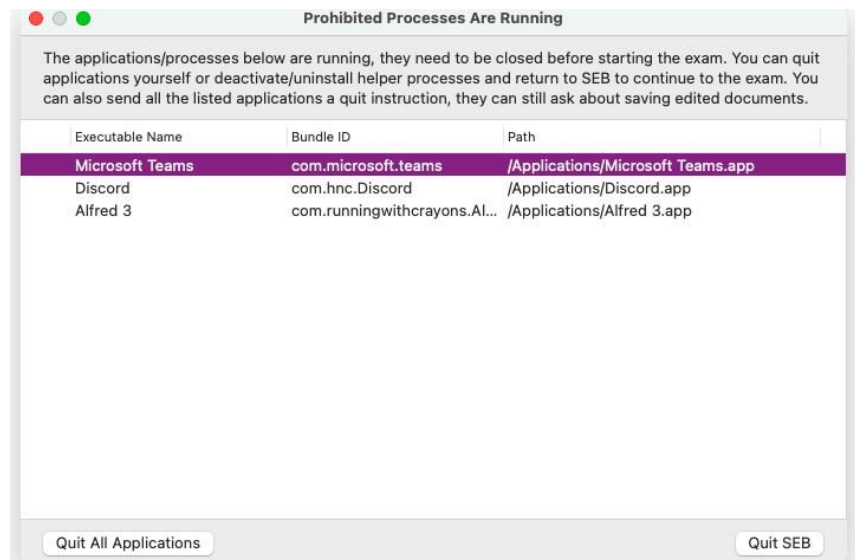 Prohibited Processes Are Running
The applications/processes below are running, they need to be closed before starting the exam. You can quit
applications yourself or deactivate/uninstall helper processes and return to SEB to continue to the exam. You
can also send all the listed applications a quit instruction, they can still ask about saving edited documents.
Executable Name Bundle ID Path
Microsoft Teams com.microsoft.teams /Applications/Microsoft Teams.app
Discord com.hnc.Discord /Applications/Discord.app
Alfred 3 com.runningwithcrayons.Al... /Applications/Alfred 3.app
Quit All Applications Quit SEB